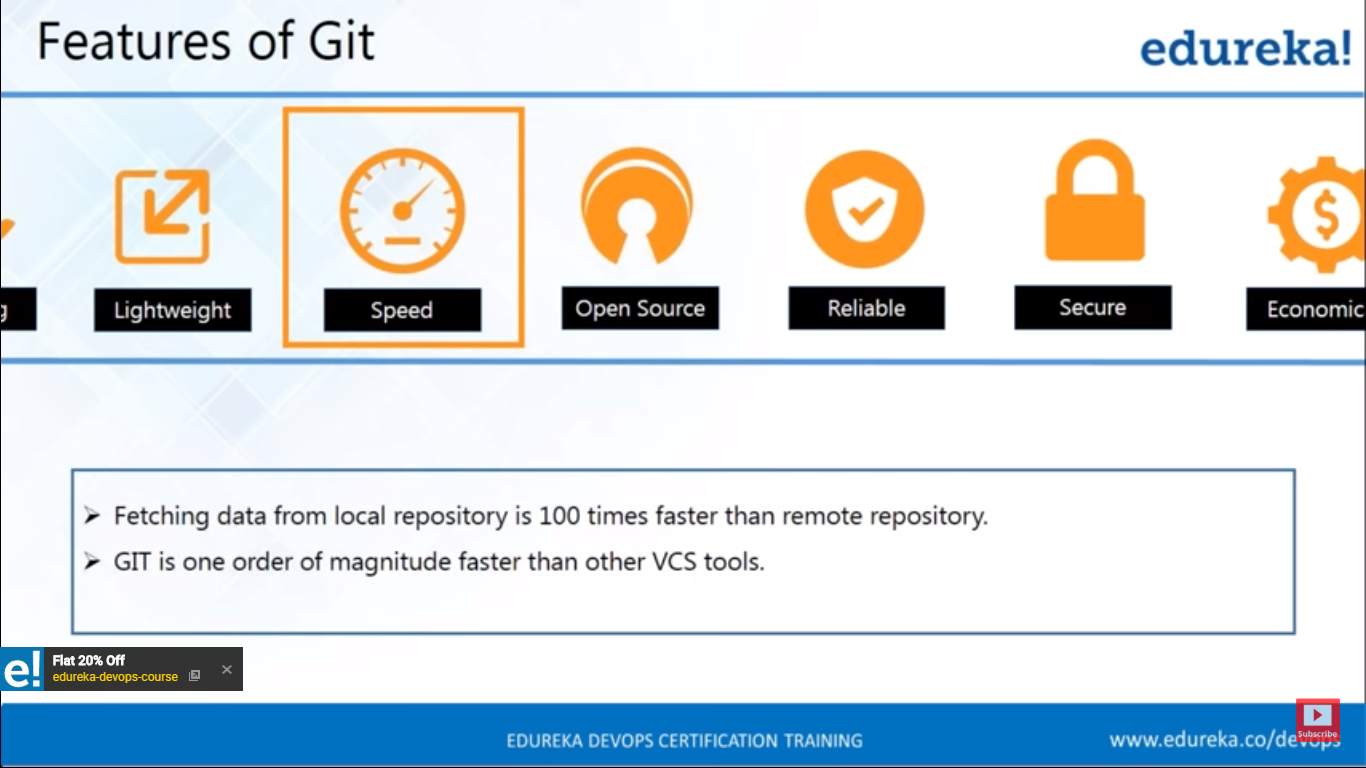 Features of Git
edureka!
g
Lightweight
Speed
Open Source
Reliable
Secure
Economic
➢ Fetching data from local repository is 100 times faster than remote repository.
➢ GIT is one order of magnitude faster than other VCS tools.
e!
Flat 20% Off
edureka-devops-course
EDUREKA DEVOPS CERTIFICATION TRAINING
www.edureka.co/devops
Subscribe